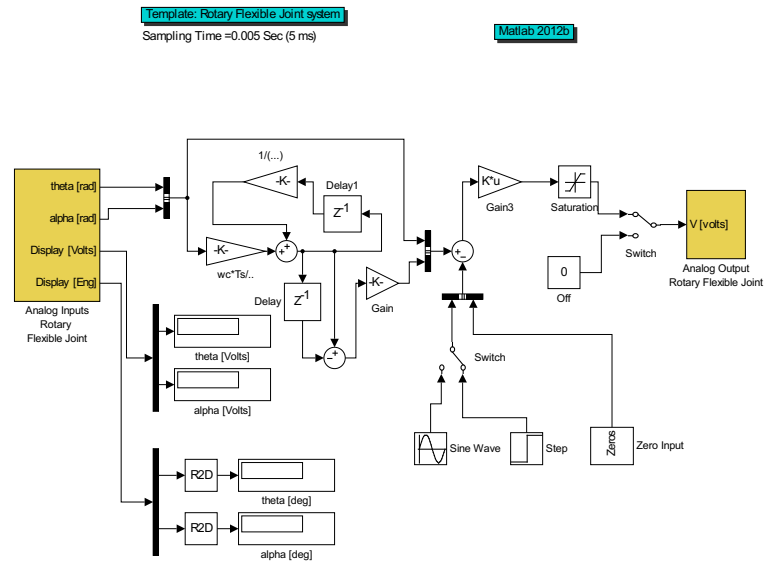 Template: Rotary Flexible Joint system
Sampling Time =0.005 Sec (5 ms)
Matlab 2012b
theta [rad]
alpha [rad]
Display [Volts]
Display [Eng]
Analog Inputs
Rotary
Flexible Joint
1/(...)
-K-
Delay1
Z-1
-K-
wc*Ts/..
++
Delay
Z-1
-K-
Gain
-+
+-
K*u
Gain3
Saturation
Switch
0
Off
V [volts]
Analog Output
Rotary Flexible Joint
theta [Volts]
alpha [Volts]
Switch
Sine Wave
Step
Zeros
Zero Input
R2D
theta [deg]
R2D
alpha [deg]